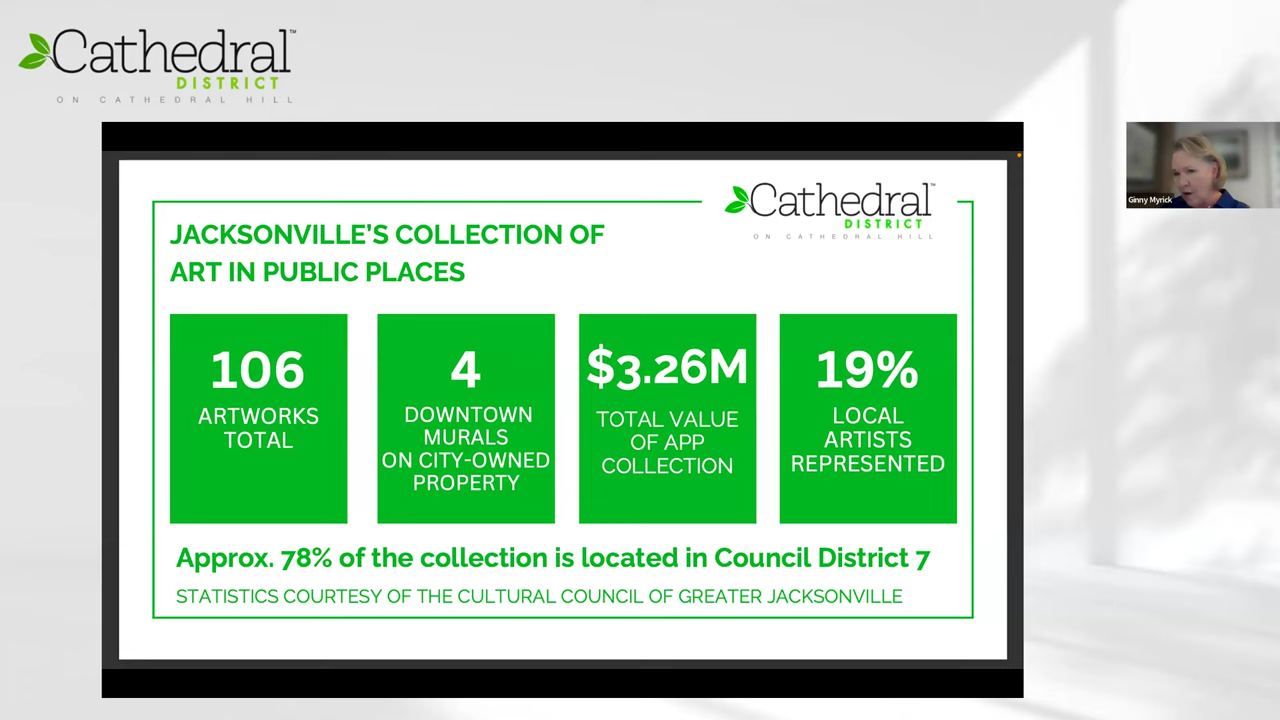 Cathedral™
DISTRICT
ON CATHEDRAL HILL
Cathedral™
DISTRICT
ON CATHEDRAL HILL
JACKSONVILLE'S COLLECTION OF
ART IN PUBLIC PLACES
106
ARTWORKS
TOTAL
4
DOWNTOWN
MURALS
ON CITY-OWNED
PROPERTY
$3.26M
TOTAL VALUE
OF APP
COLLECTION
19%
LOCAL
ARTISTS
REPRESENTED
Approx. 78% of the collection is located in Council District 7
STATISTICS COURTESY OF THE CULTURAL COUNCIL OF GREATER JACKSONVILLE
Ginny Myrick